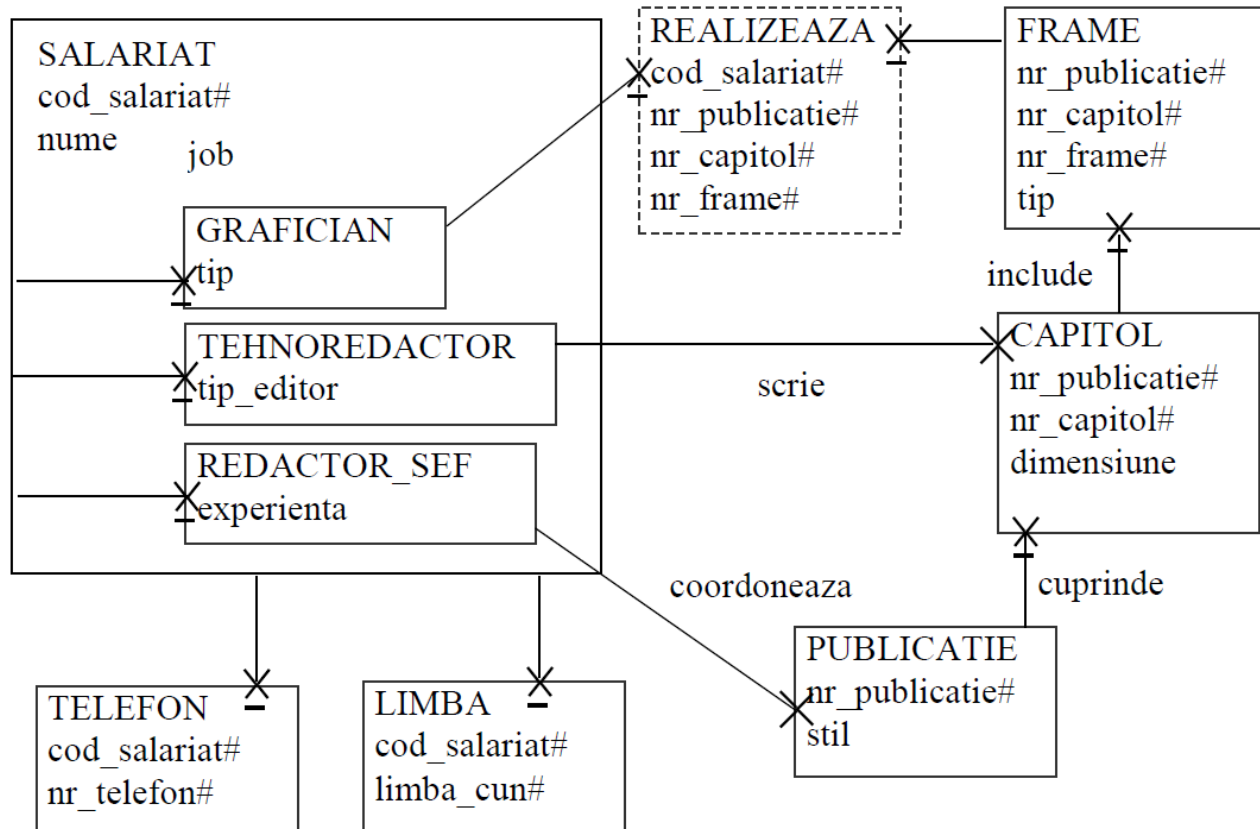 SALARIAT
cod_salariat#
nume
job
GRAFICIAN
tip
TEHNOREDACTOR
tip_editor
REDACTOR_SEF
experienta
REALIZEAZA
cod_salariat#
nr_publicatie#
nr_capitol#
nr_frame#
FRAME
nr_publicatie#
nr_capitol#
nr_frame#
tip
include
scrie
CAPITOL
nr_publicatie#
nr_capitol#
dimensiune
coordoneaza
cuprinde
PUBLICATIE
nr_publicatie#
stil
TELEFON
cod_salariat#
nr_telefon#
LIMBA
cod_salariat#
limba_cun#